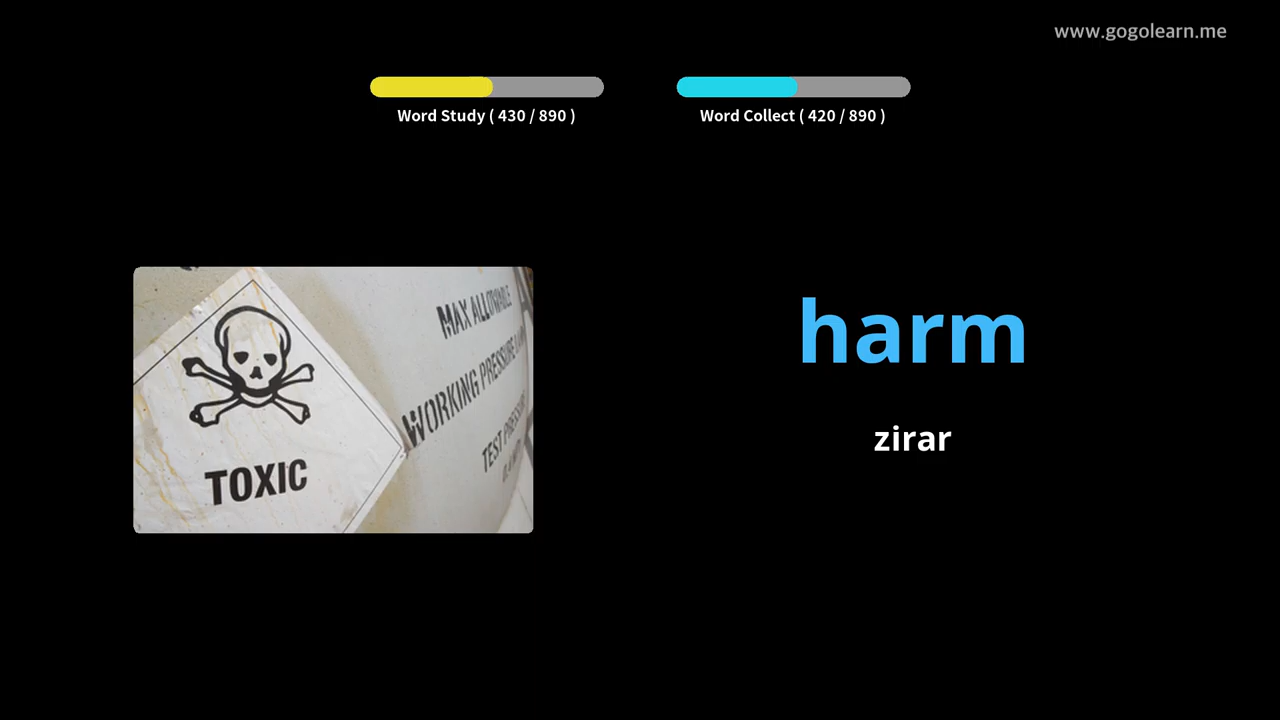 www.gogolearn.me
Word Study ( 430 / 890 )
Word Collect ( 420 / 890 )
MAX ALLOWABLE
WORKING PRESSURE
TEST PRESSURE
TOXIC
harm
zirar